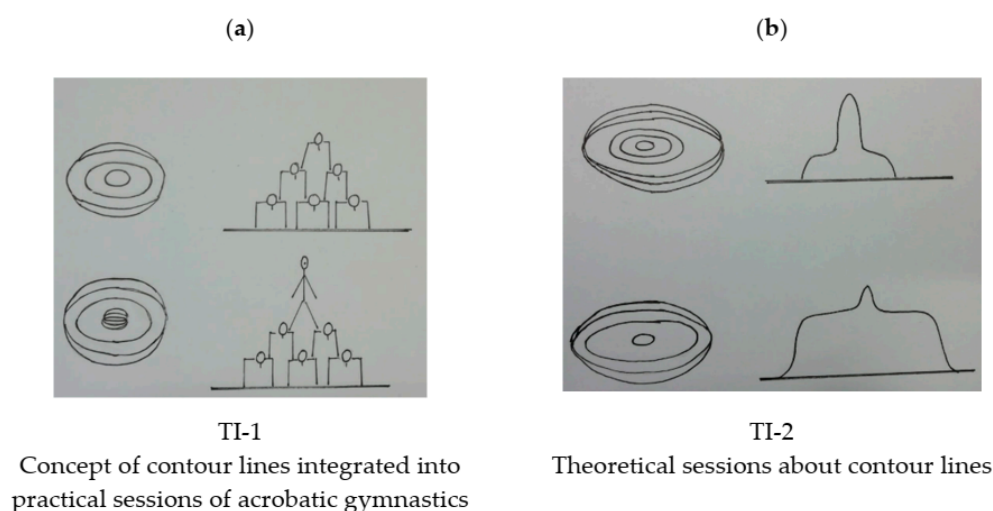 (a)
(b)
TI-1
Concept of contour lines integrated into
practical sessions of acrobatic gymnastics
TI-2
Theoretical sessions about contour lines